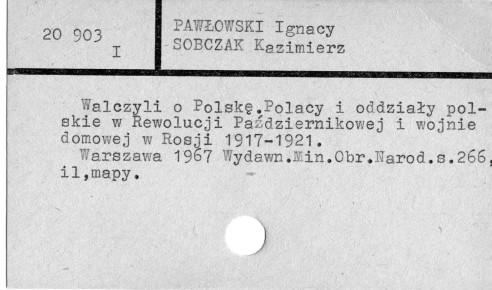 20 903
I
PAWŁOWSKI Ignacy
SOBCZAK Kazimierz
Walczyli o Polskę.Polacy i oddziały pol-
skie w Rewolucji Październikowej i wojnie
domowej w Rosji 1917-1921.
Warszawa 1967 Wydawn.Min.Obr.Narod.s.266,
il,mapy.